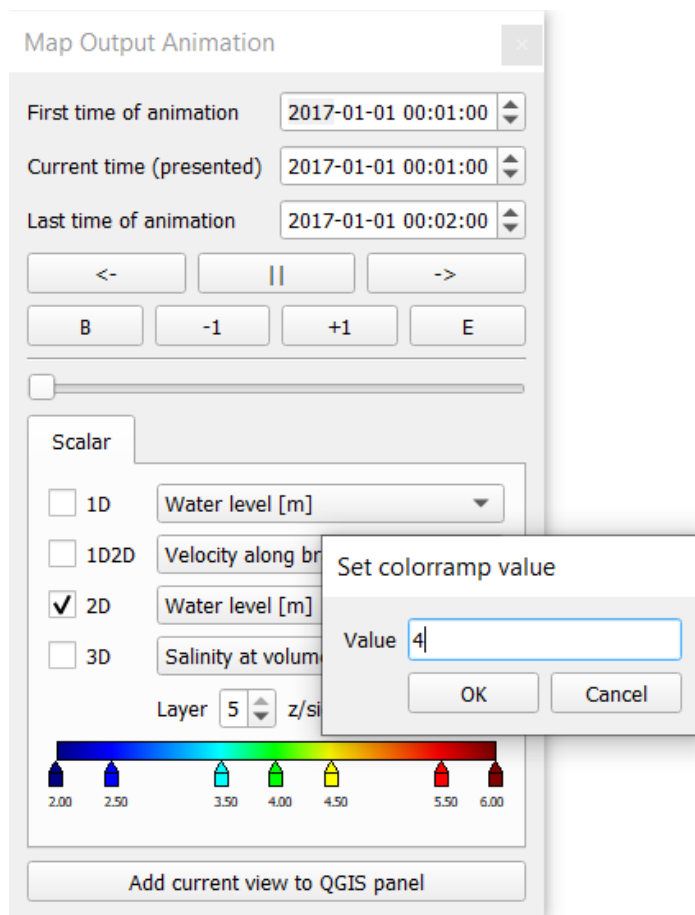 Map Output Animation
×
First time of animation 2017-01-01 00:01:00
Current time (presented) 2017-01-01 00:01:00
Last time of animation 2017-01-01 00:02:00
<- || ->
B -1 +1 E
Scalar
1D Water level [m]
1D2D Velocity along br
2D Water level [m]
3D Salinity at volum
Layer 5 z/si
Set colorramp value
Value 4
OK Cancel
2.00 2.50 3.50 4.00 4.50 5.50 6.00
Add current view to QGIS panel